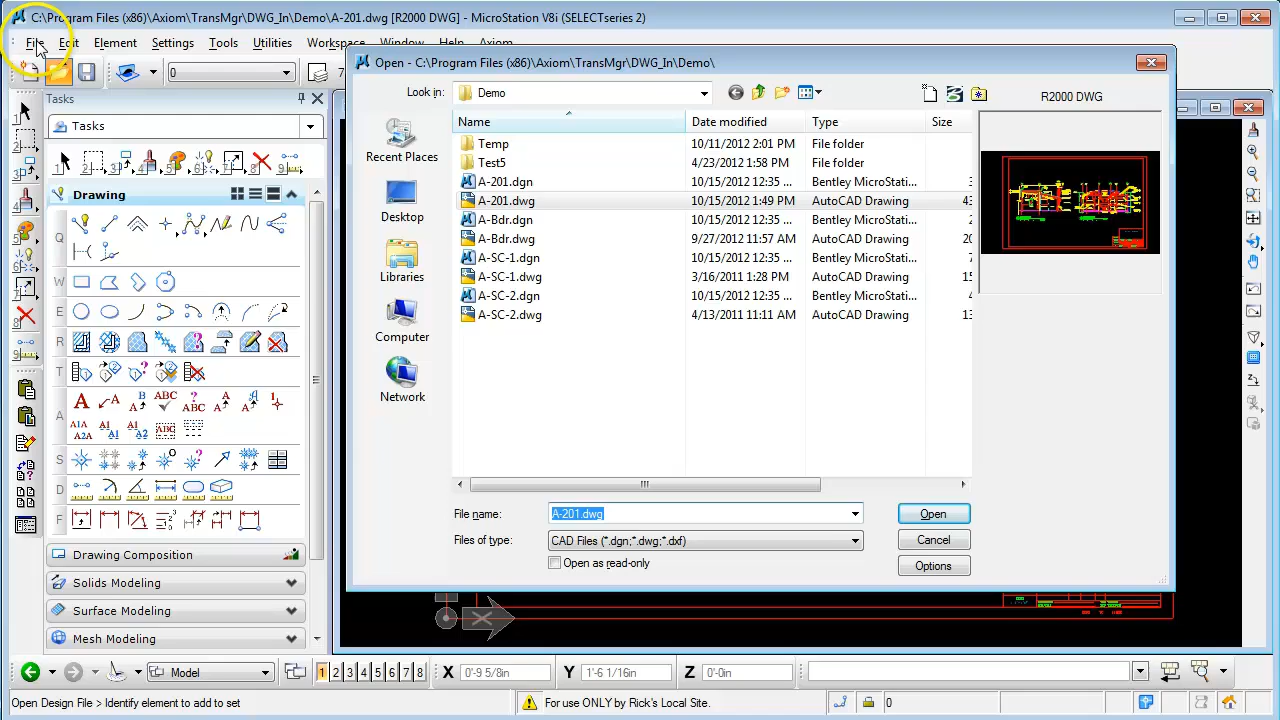 C:\Program Files (x86)\Axiom\TransMgr\DWG_In\Demo\A-201.dwg [R2000 DWG] - MicroStation V8i (SELECTseries 2)
File Edit Element Settings Tools Utilities Workspace Window Help Axiom
0
Open - C:\Program Files (x86)\Axiom\TransMgr\DWG_In\Demo\
Tasks
Tasks
Look in: Demo
R2000 DWG
Name Date modified Type Size
Temp 10/11/2012 2:01 PM File folder
Test5 4/23/2012 1:58 PM File folder
A-201.dgn 10/15/2012 12:35 ... Bentley MicroStati...
A-201.dwg 10/15/2012 1:49 PM AutoCAD Drawing 43
A-Bdr.dgn 10/15/2012 12:35 ... Bentley MicroStati... 2
A-Bdr.dwg 9/27/2012 11:57 AM AutoCAD Drawing 20
A-SC-1.dgn 10/15/2012 12:35 ... Bentley MicroStati...
A-SC-1.dwg 3/16/2011 1:28 PM AutoCAD Drawing 15
A-SC-2.dgn 10/15/2012 12:35 ... Bentley MicroStati...
A-SC-2.dwg 4/13/2011 11:11 AM AutoCAD Drawing 13
Recent Places
Desktop
Libraries
Computer
Network
Drawing
Q
W
E
R
T
A
S
D
F
Drawing Composition
Solids Modeling
Surface Modeling
Mesh Modeling
File name: A-201.dwg Open
Files of type: CAD Files (*.dgn;*.dwg;*.dxf) Cancel
Open as read-only Options
Model 1 2 3 4 5 6 7 8 X 0'-9 5/8in Y 1'-6 1/16in Z 0'-0in
Open Design File > Identify element to add to set For use ONLY by Rick's Local Site. 0